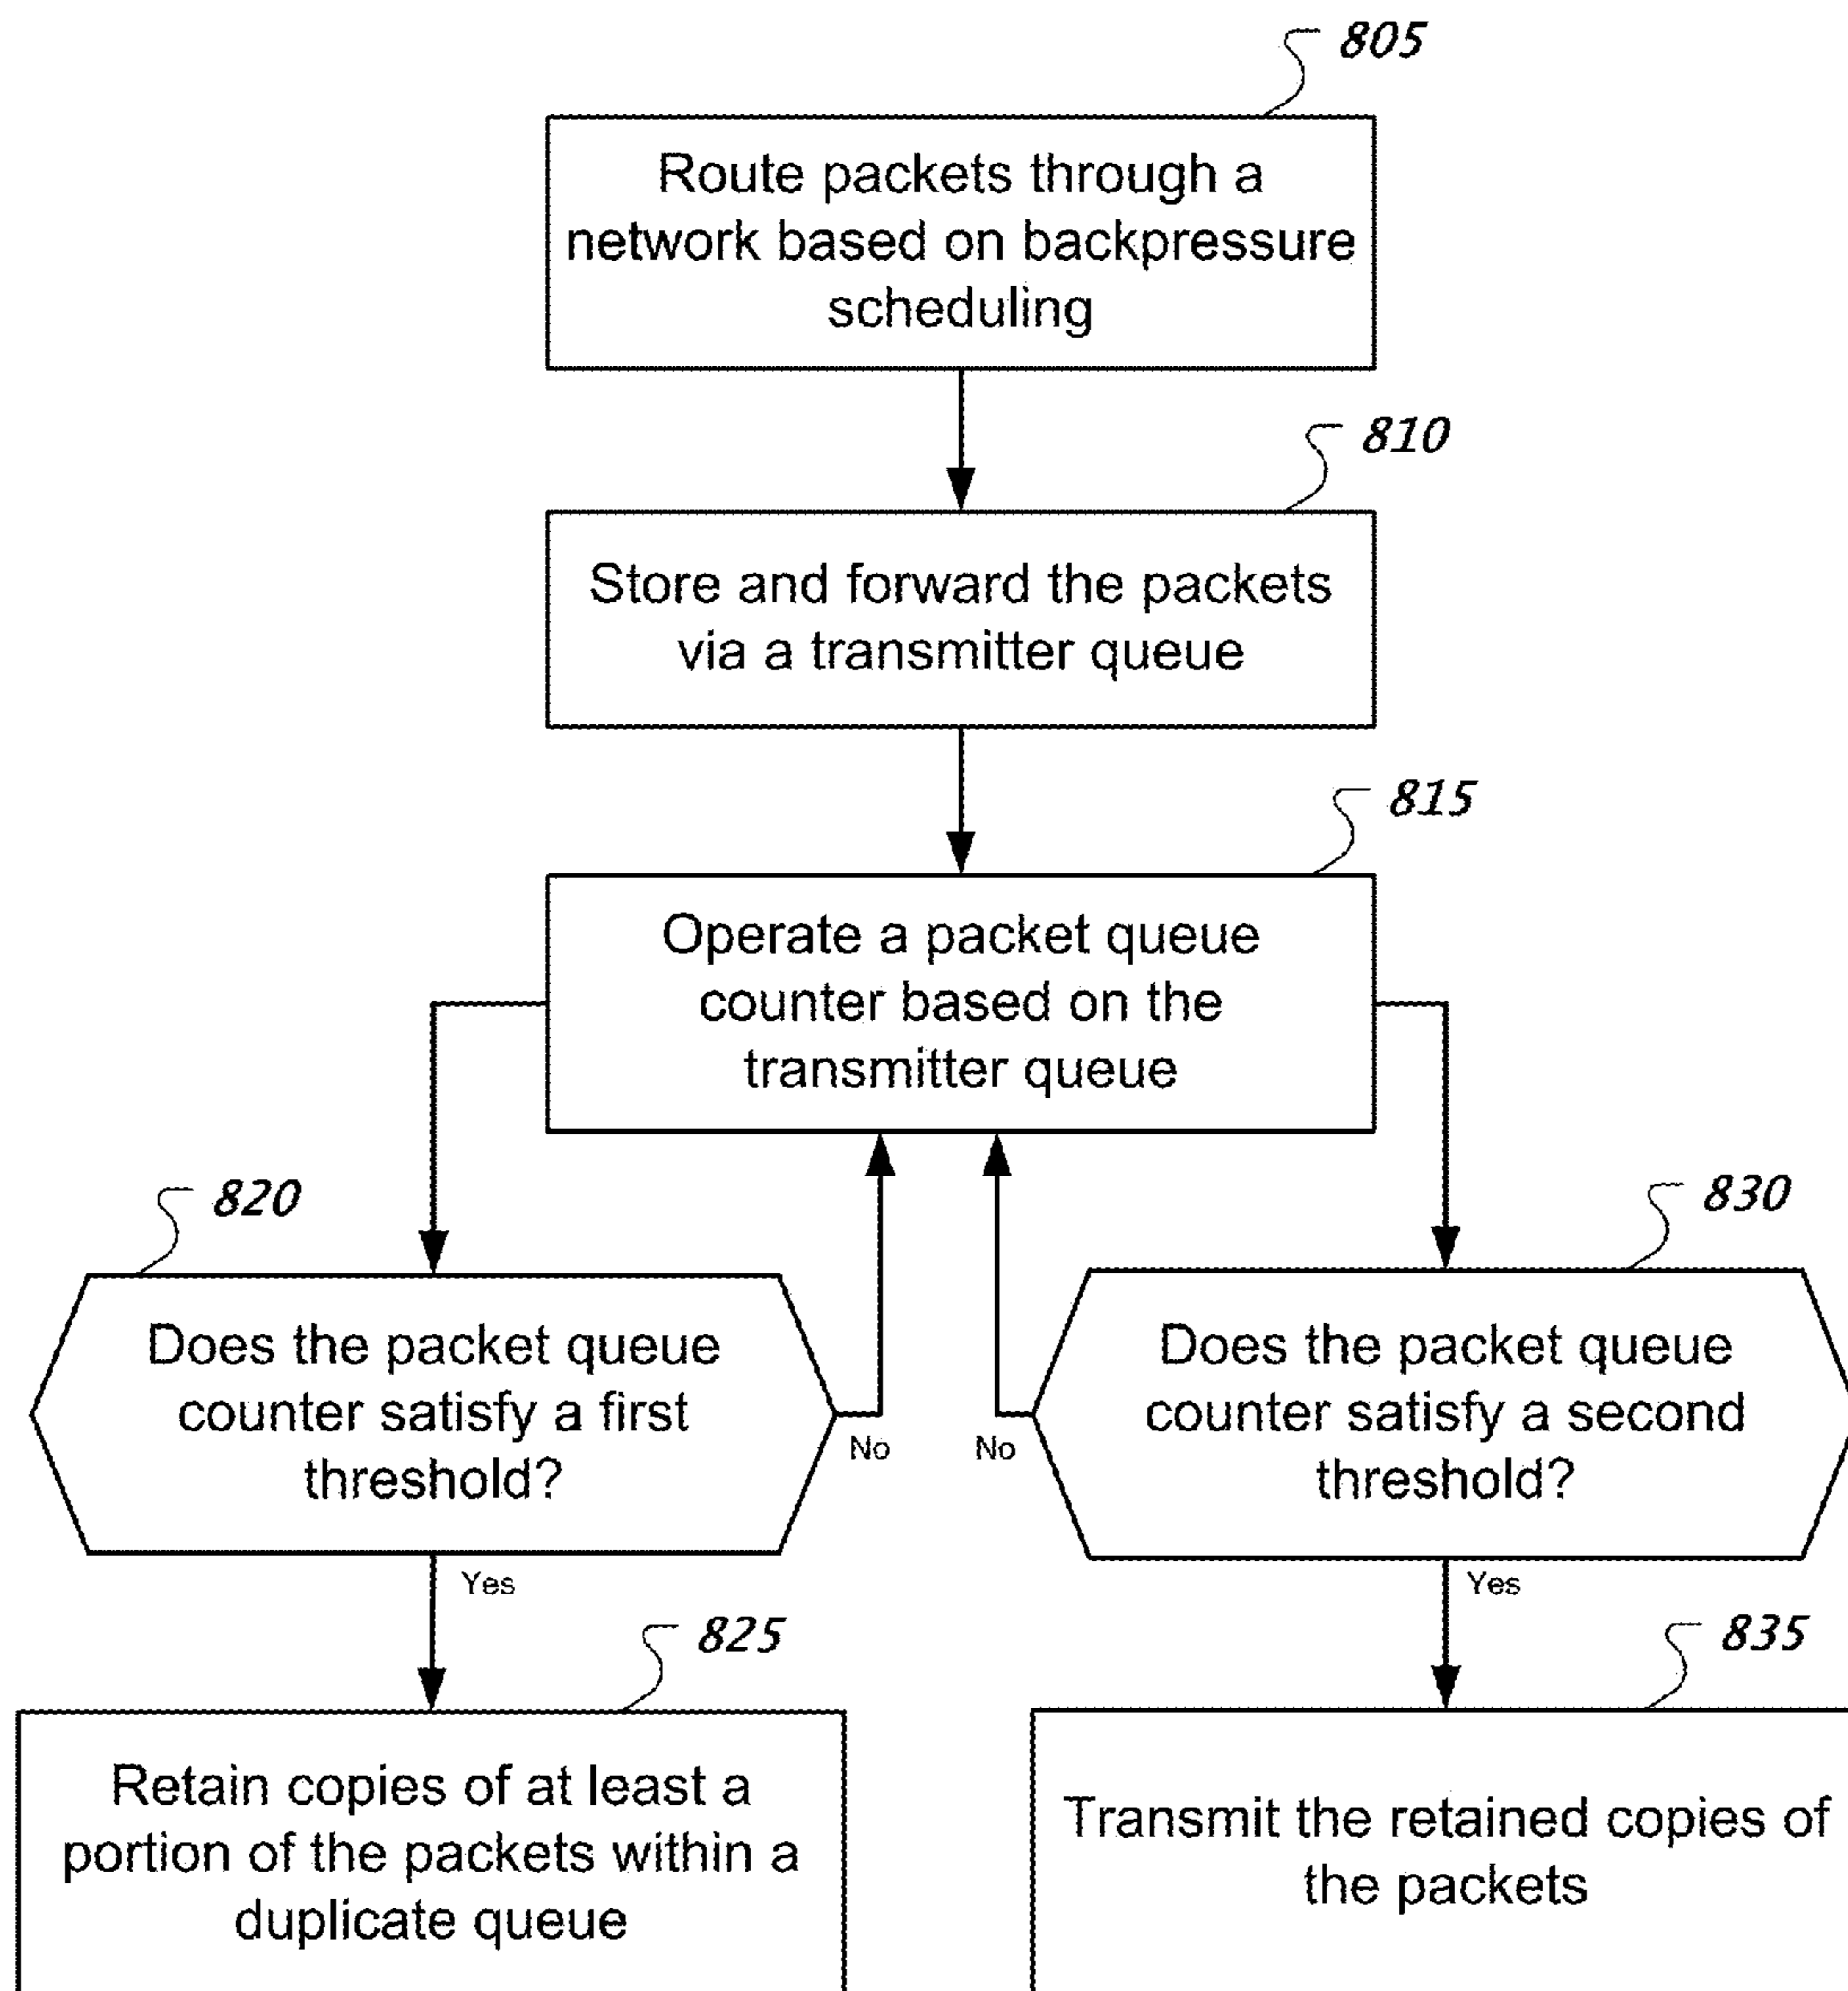 805
Route packets through a
network based on backpressure
scheduling
810
Store and forward the packets
via a transmitter queue
815
Operate a packet queue
counter based on the
transmitter queue
820
Does the packet queue
counter satisfy a first
threshold?
No
Yes
830
Does the packet queue
counter satisfy a second
threshold?
No
Yes
825
Retain copies of at least a
portion of the packets within a
duplicate queue
835
Transmit the retained copies of
the packets